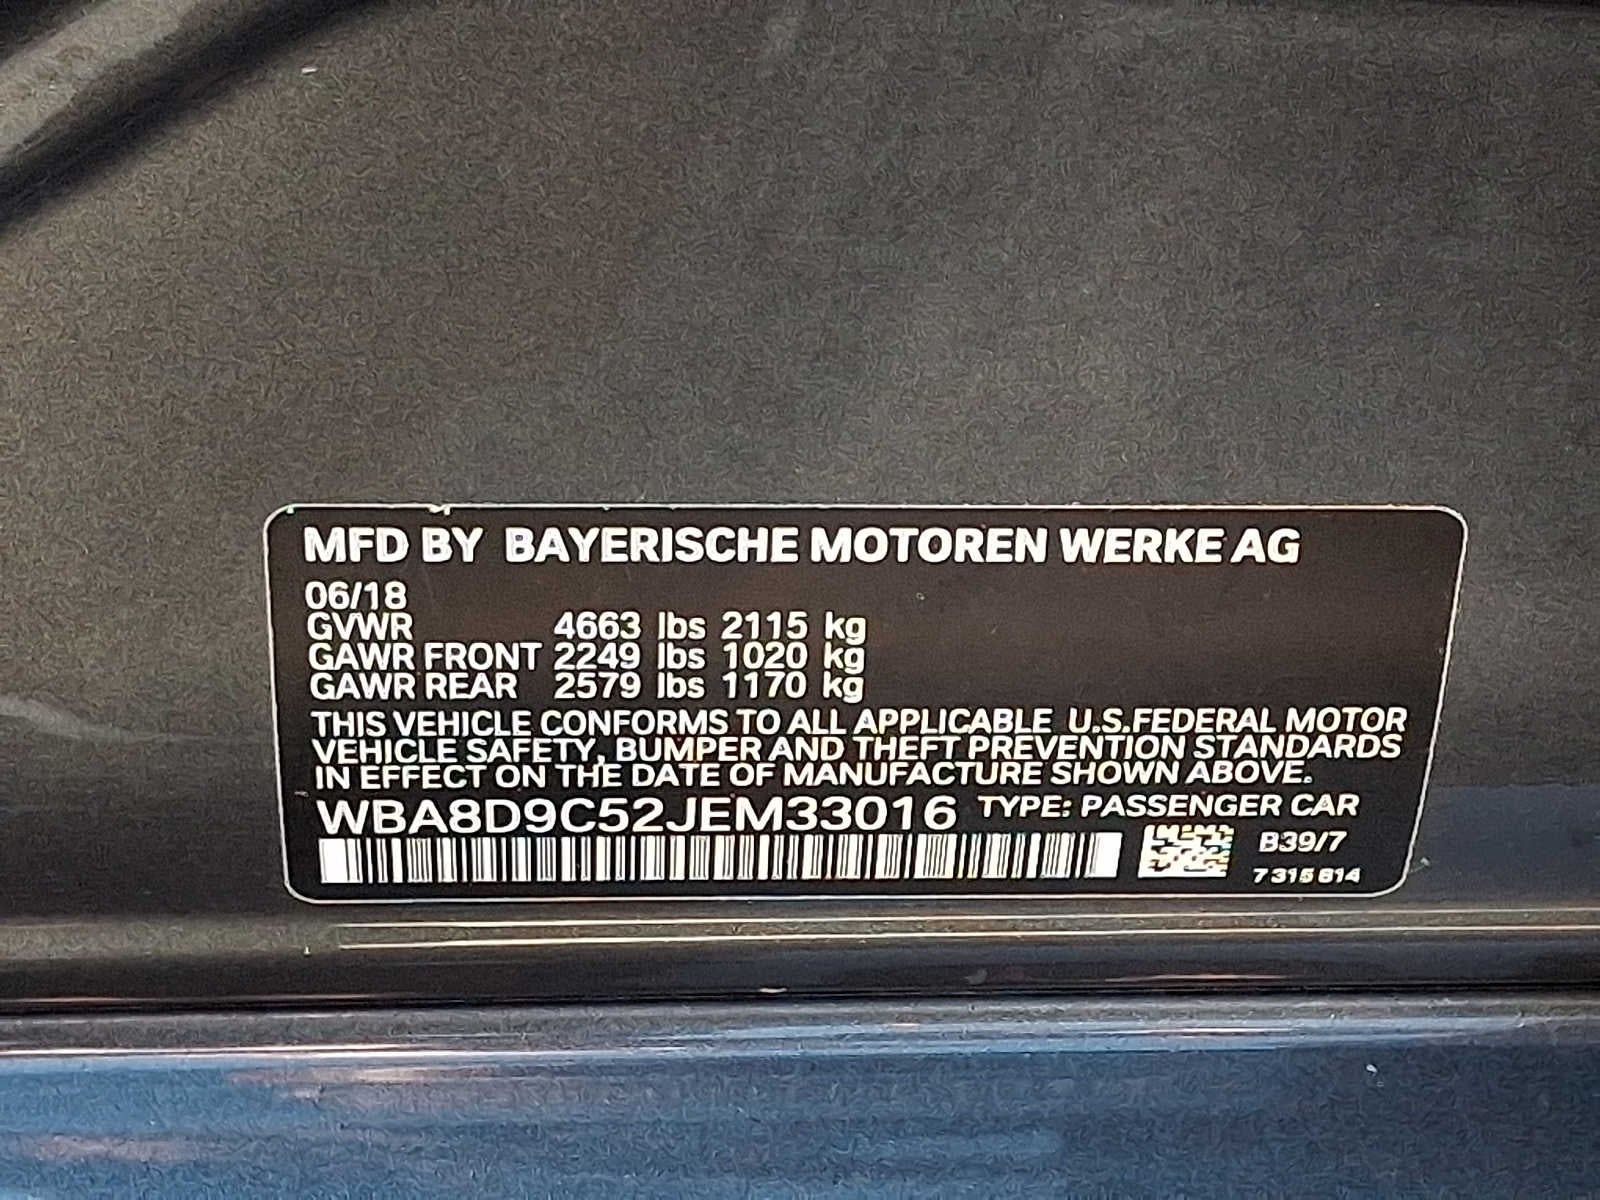 MFD BY BAYERISCHE MOTOREN WERKE AG
06/18
GVWR 4663 lbs 2115 kg
GAWR FRONT 2249 lbs 1020 kg
GAWR REAR 2579 lbs 1170 kg
THIS VEHICLE CONFORMS TO ALL APPLICABLE U.S.FEDERAL MOTOR
VEHICLE SAFETY, BUMPER AND THEFT PREVENTION STANDARDS
IN EFFECT ON THE DATE OF MANUFACTURE SHOWN ABOVE.
WBA8D9C52JEM33016 TYPE: PASSENGER CAR
B39/7
7 315 814